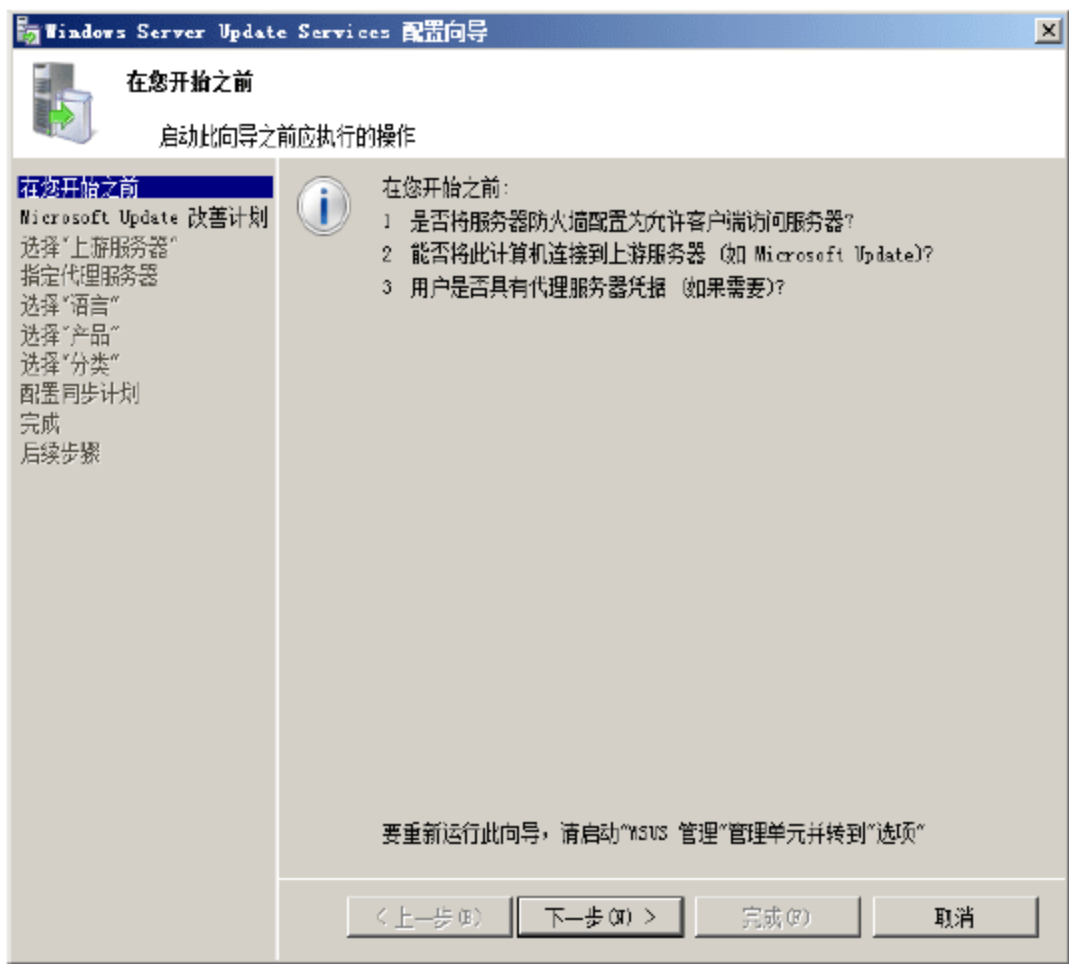 Windows Server Update Services 配置向导
在您开始之前
启动此向导之前应执行的操作
在您开始之前
Microsoft Update 改善计划
选择"上游服务器"
指定代理服务器
选择"语言"
选择"产品"
选择"分类"
配置同步计划
完成
后续步骤
在您开始之前:
1 是否将服务器防火墙配置为允许客户端访问服务器?
2 能否将此计算机连接到上游服务器 (如 Microsoft Update)?
3 用户是否具有代理服务器凭据 (如果需要)?
要重新运行此向导，请启动"WSUS 管理"管理单元并转到"选项"
< 上一步(B) 下一步(N) > 完成(F) 取消